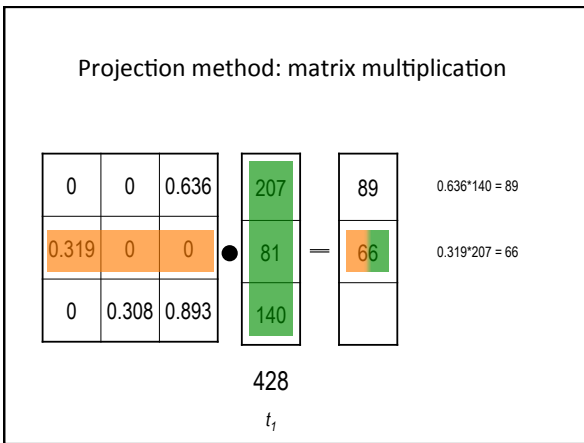 Projection method: matrix multiplication
0 0 0.636 207 89 0.636*140 = 89
0.319 0 0 ● 81 = 66 0.319*207 = 66
0 0.308 0.893 140
428
t1